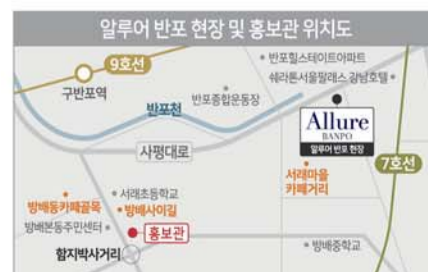 알루어 반포 현장 및 홍보관 위치도
9호선
구반포역
반포천
반포종합운동장
반포힐스테이트아파트
쉐라톤서울팔래스 강남호텔
Allure
BANPO
알루어 반포 현장
사평대로
7호선
서래마을
카페거리
서래초등학교
방배동카페골목
방배사이길
방배본동주민센터
홍보관
함지박사거리
방배중학교